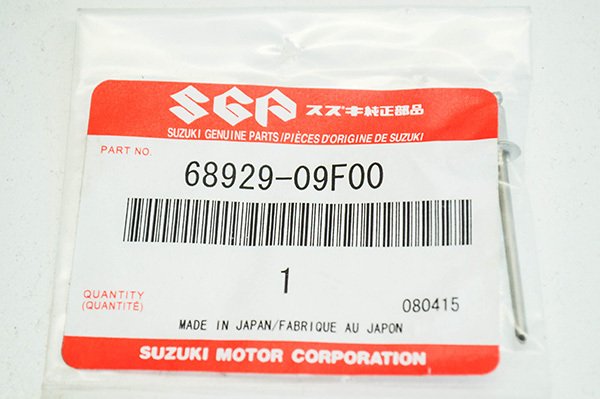 SGP スズキ純正部品
SUZUKI GENUINE PARTS/PIÈCES D'ORIGINE DE SUZUKI
PART NO.
68929-09F00
1
QUANTITY
(QUANTITÉ)
080415
MADE IN JAPAN/FABRIQUE AU JAPON
SUZUKI MOTOR CORPORATION